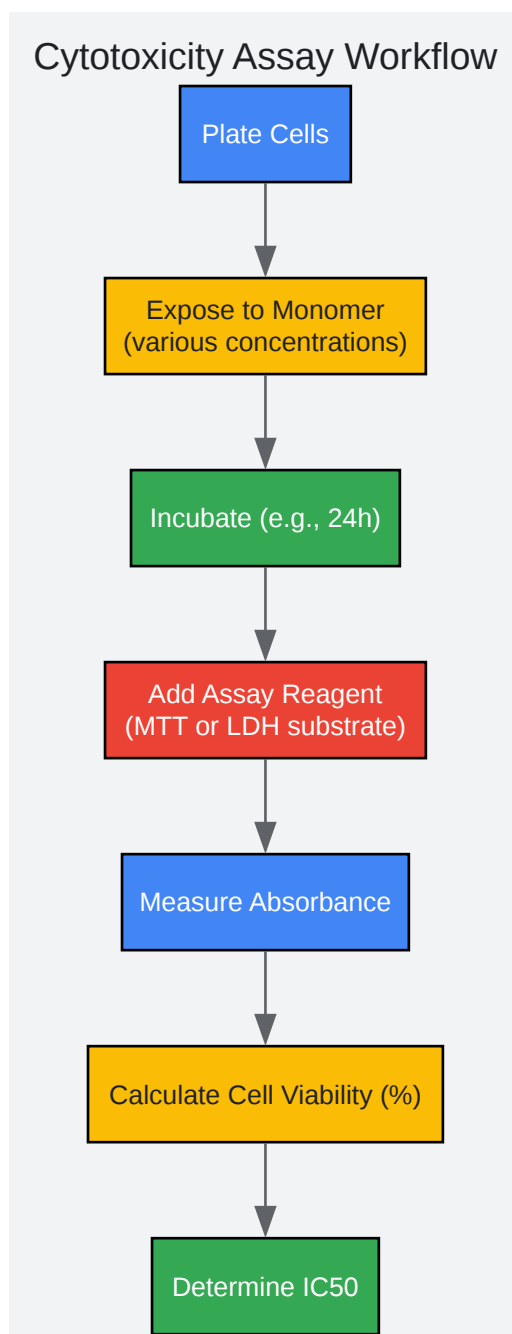 Cytotoxicity Assay Workflow
Plate Cells
Expose to Monomer
(various concentrations)
Incubate (e.g., 24h)
Add Assay Reagent
(MTT or LDH substrate)
Measure Absorbance
Calculate Cell Viability (%)
Determine IC50